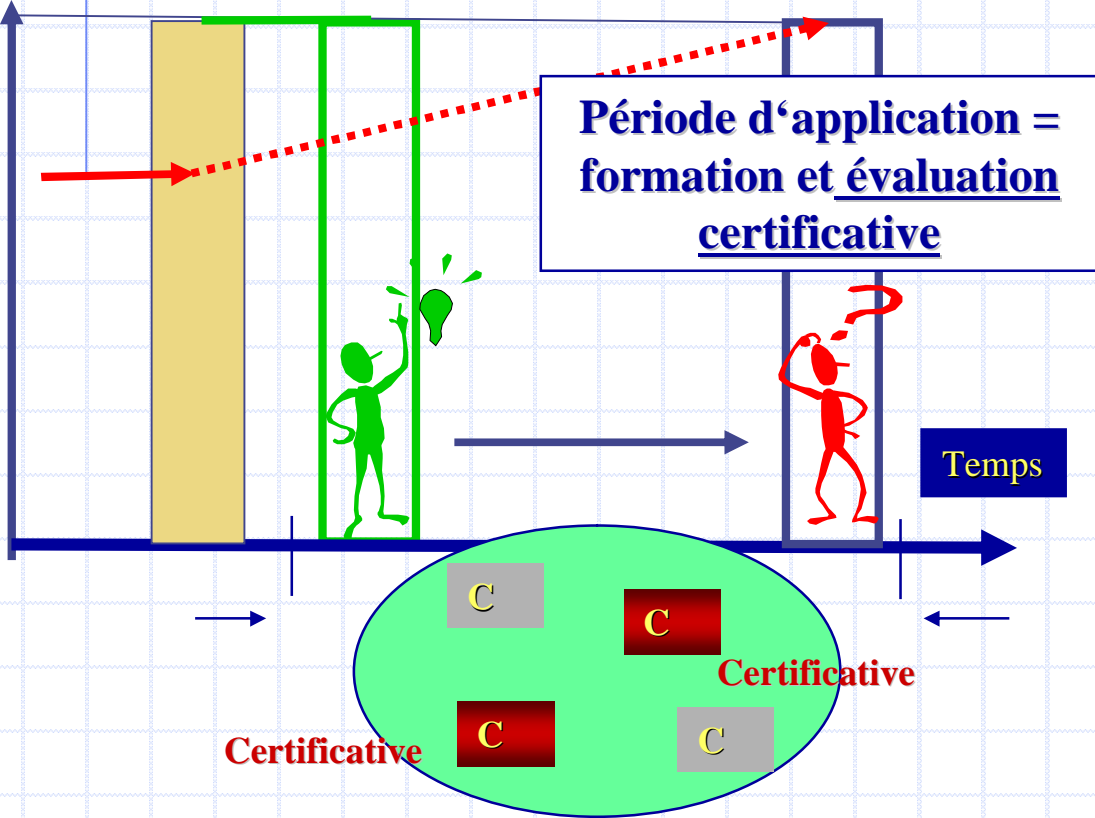 Période d‘application =
formation et évaluation
certificative
Temps
C
C
Certificative
C
C
Certificative